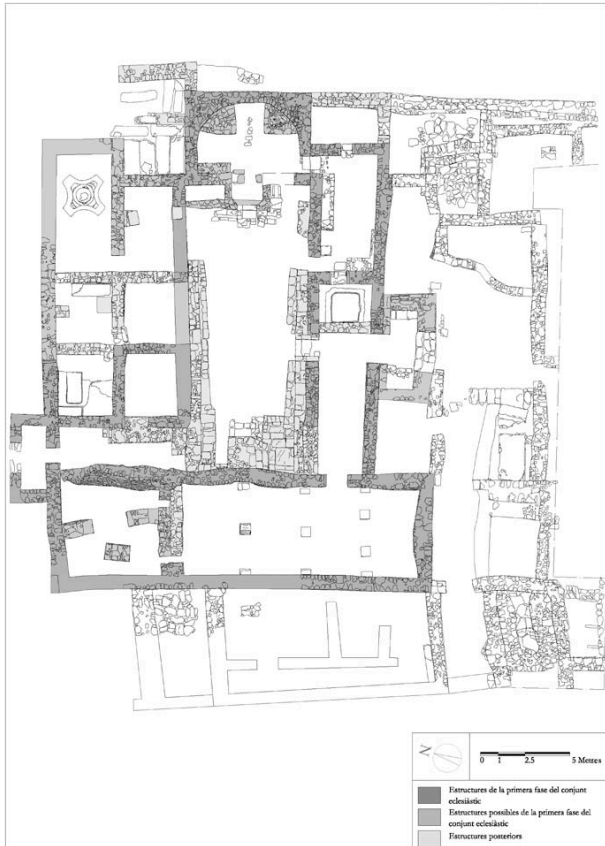 N
0 1 2.5 5 Metres
Estructures de la primera fase del conjunt
eclesiàstic
Estructures possibles de la primera fase del
conjunt eclesiàstic
Estructures posteriors